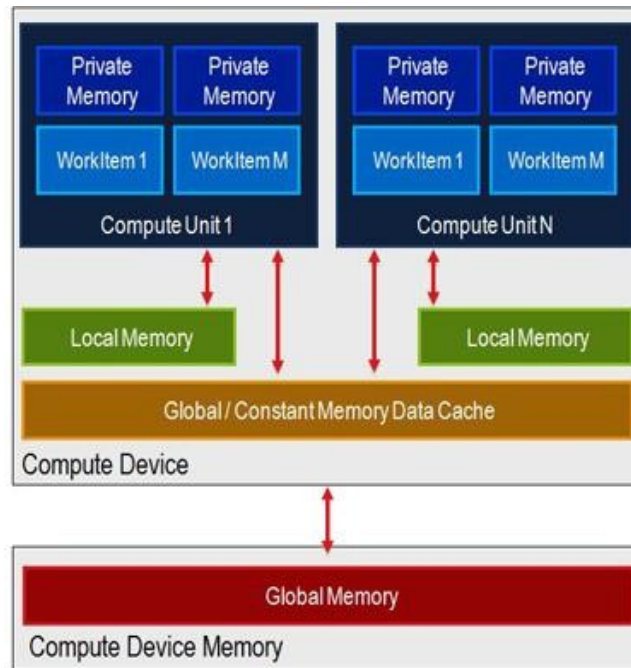 Private
Memory
Private
Memory
Private
Memory
Private
Memory
WorkItem 1
WorkItem M
WorkItem 1
WorkItem M
Compute Unit 1
Compute Unit N
Local Memory
Local Memory
Global / Constant Memory Data Cache
Compute Device
Global Memory
Compute Device Memory